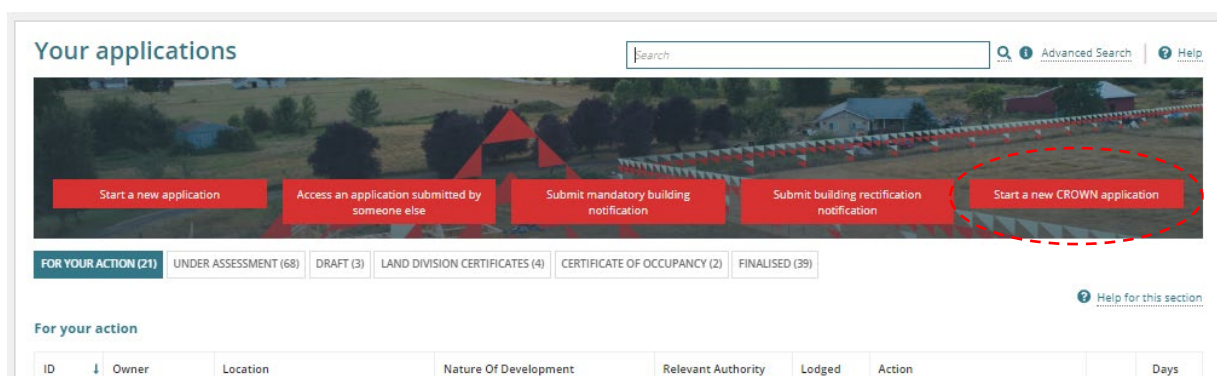 Your applications
Search
Advanced Search
Help
Start a new application
Access an application submitted by
someone else
Submit mandatory building
notification
Submit building rectification
notification
Start a new CROWN application
FOR YOUR ACTION (21)
UNDER ASSESSMENT (68)
DRAFT (3)
LAND DIVISION CERTIFICATES (4)
CERTIFICATE OF OCCUPANCY (2)
FINALISED (39)
Help for this section
For your action
ID ↓ Owner Location Nature Of Development Relevant Authority Lodged Action Days